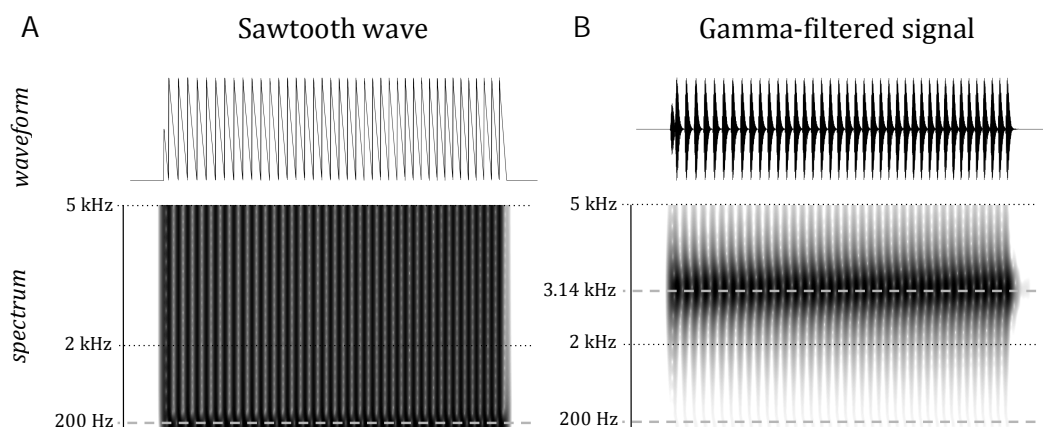 A
Sawtooth wave
B
Gamma-filtered signal
waveform
5 kHz
5 kHz
3.14 kHz
spectrum
2 kHz
2 kHz
200 Hz
200 Hz